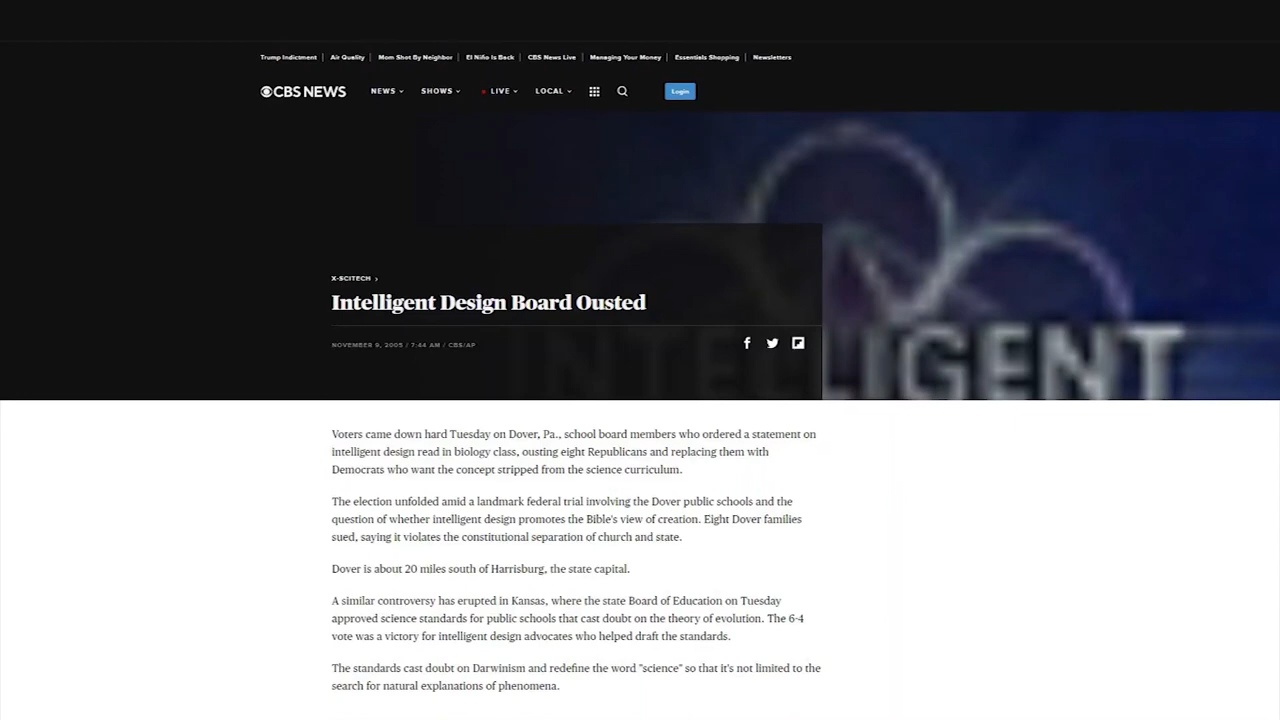 Trump Indictment | Air Quality | Mom Shot By Neighbor | El Niño Is Back | CBS News Live | Managing Your Money | Essentials Shopping | Newsletters
CBS NEWS NEWS SHOWS LIVE LOCAL Login
INTELLIGENT
X-SCITECH ›
Intelligent Design Board Ousted
NOVEMBER 9, 2005 / 7:44 AM / CBS/AP
Voters came down hard Tuesday on Dover, Pa., school board members who ordered a statement on
intelligent design read in biology class, ousting eight Republicans and replacing them with
Democrats who want the concept stripped from the science curriculum.
The election unfolded amid a landmark federal trial involving the Dover public schools and the
question of whether intelligent design promotes the Bible's view of creation. Eight Dover families
sued, saying it violates the constitutional separation of church and state.
Dover is about 20 miles south of Harrisburg, the state capital.
A similar controversy has erupted in Kansas, where the state Board of Education on Tuesday
approved science standards for public schools that cast doubt on the theory of evolution. The 6-4
vote was a victory for intelligent design advocates who helped draft the standards.
The standards cast doubt on Darwinism and redefine the word "science" so that it's not limited to the
search for natural explanations of phenomena.